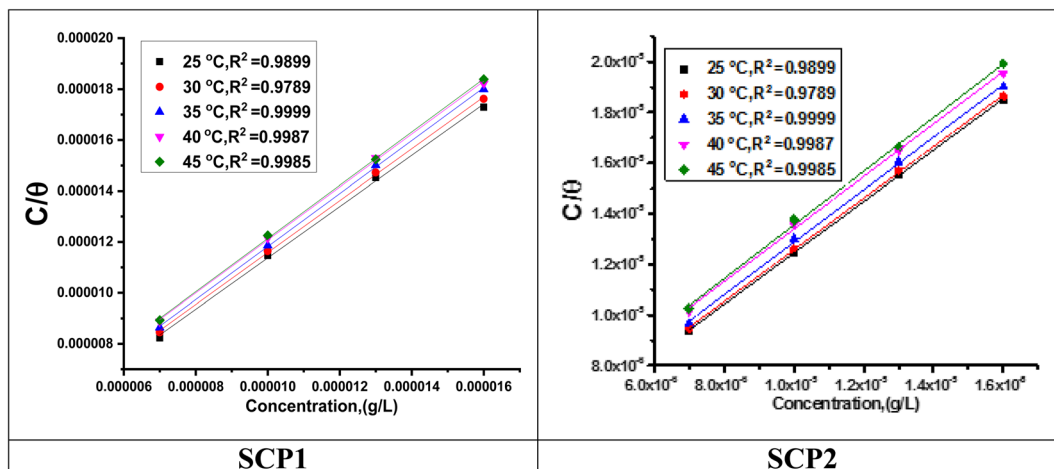 0.000020
0.000018
0.000016
0.000014
0.000012
0.000010
0.000008
C/θ
25 °C,R²=0.9899
30 °C,R²=0.9789
35 °C,R²=0.9999
40 °C,R²=0.9987
45 °C,R²=0.9985
0.000006 0.000008 0.000010 0.000012 0.000014 0.000016
Concentration,(g/L)
2.0x10⁻⁵
1.8x10⁻⁵
1.6x10⁻⁵
1.4x10⁻⁵
1.2x10⁻⁵
1.0x10⁻⁵
8.0x10⁻⁶
C/θ
25 °C,R²=0.9899
30 °C,R²=0.9789
35 °C,R²=0.9999
40 °C,R²=0.9987
45 °C,R²=0.9985
6.0x10⁻⁶ 8.0x10⁻⁶ 1.0x10⁻⁵ 1.2x10⁻⁵ 1.4x10⁻⁵ 1.6x10⁻⁵
Concentration,(g/L)
SCP1
SCP2